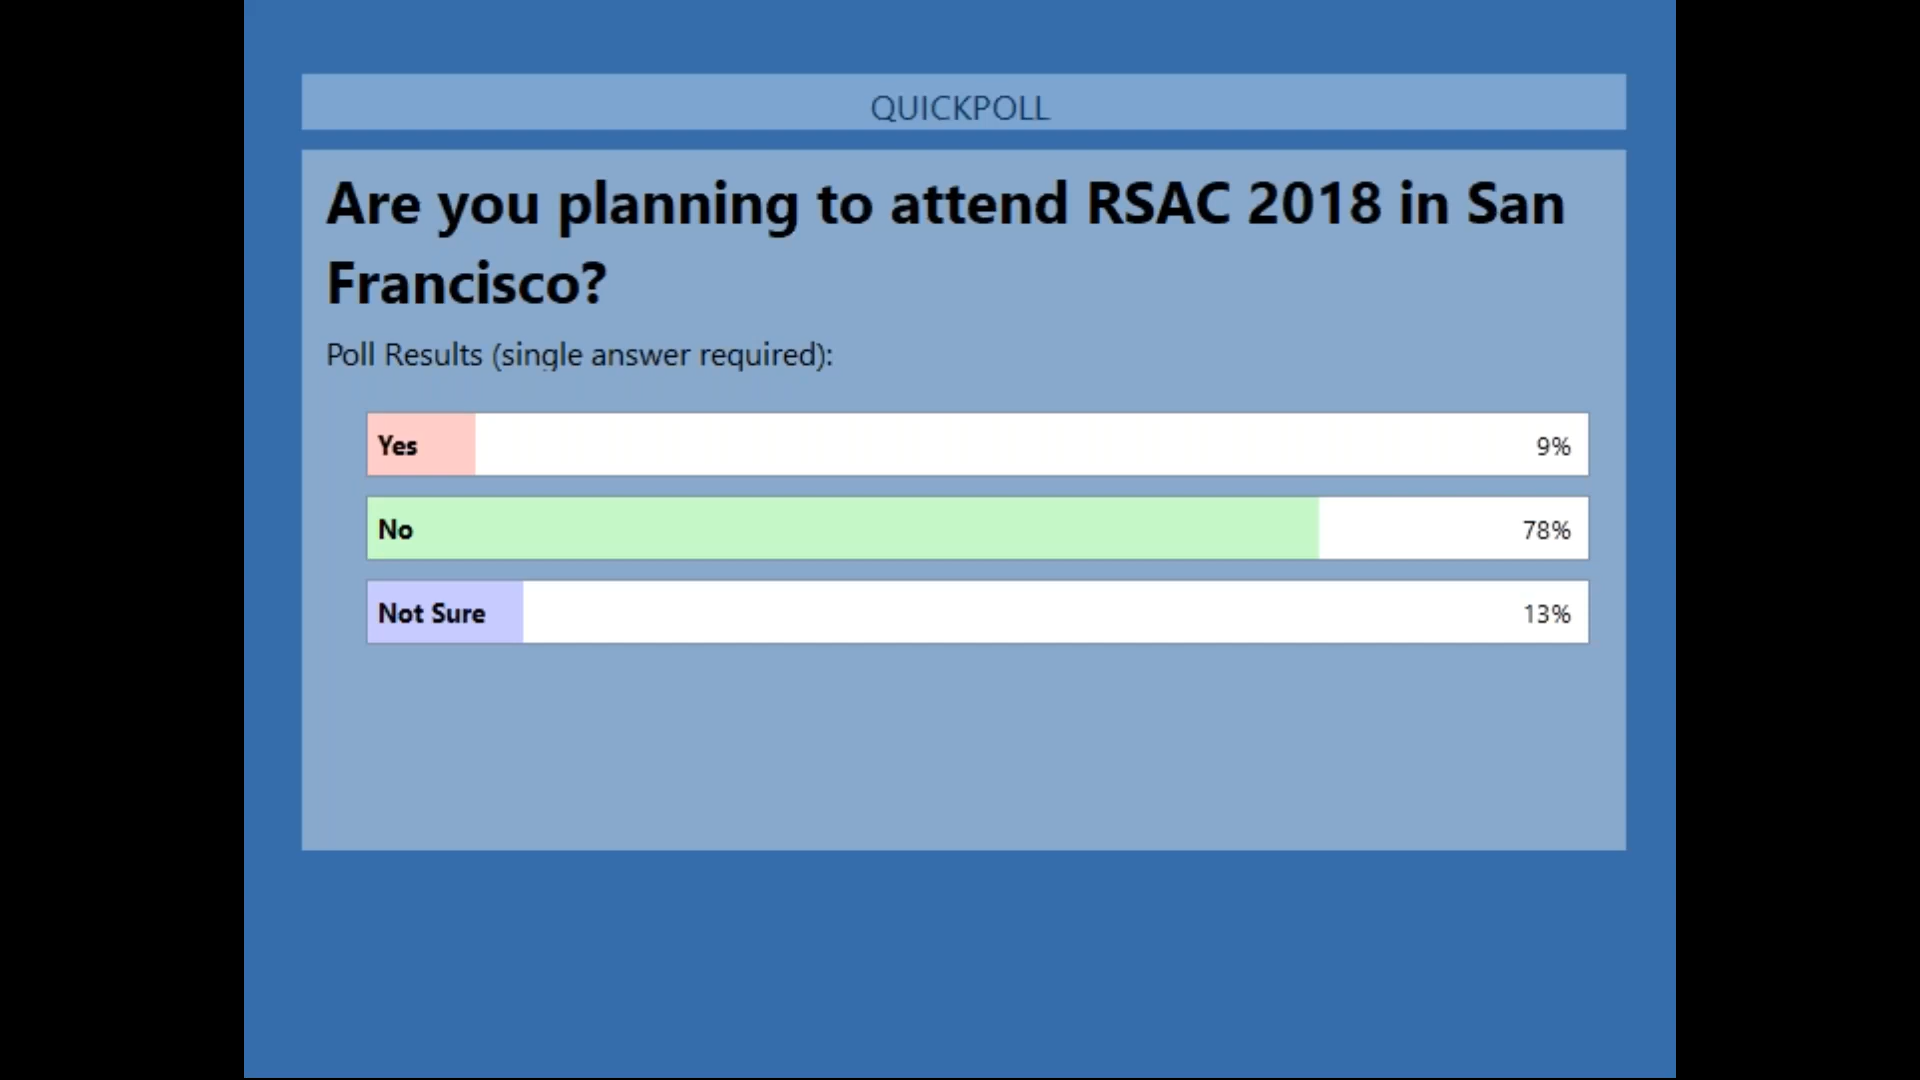 QUICKPOLL
Are you planning to attend RSAC 2018 in San
Francisco?
Poll Results (single answer required):
Yes 9%
No 78%
Not Sure 13%